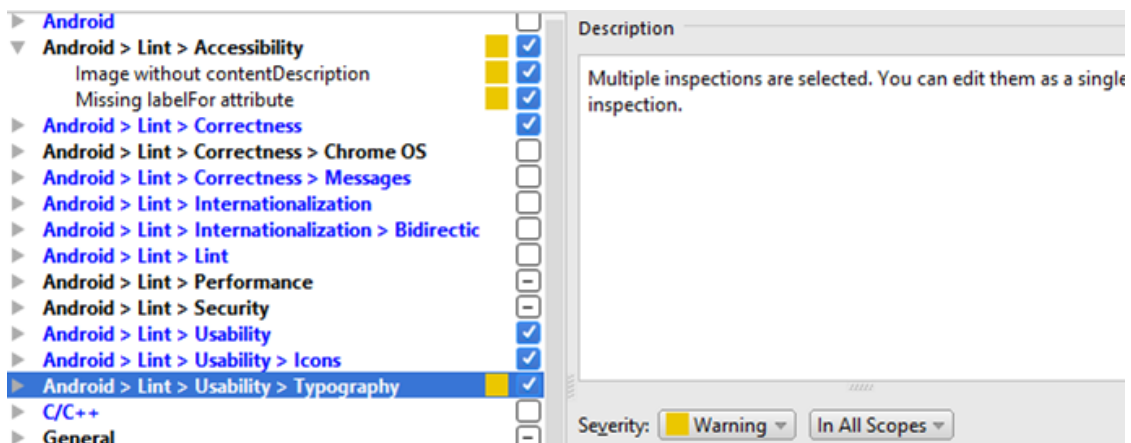 Android
Android > Lint > Accessibility
Image without contentDescription
Missing labelFor attribute
Android > Lint > Correctness
Android > Lint > Correctness > Chrome OS
Android > Lint > Correctness > Messages
Android > Lint > Internationalization
Android > Lint > Internationalization > Bidirectic
Android > Lint > Lint
Android > Lint > Performance
Android > Lint > Security
Android > Lint > Usability
Android > Lint > Usability > Icons
Android > Lint > Usability > Typography
C/C++
General
Description
Multiple inspections are selected. You can edit them as a single
inspection.
Severity: Warning In All Scopes